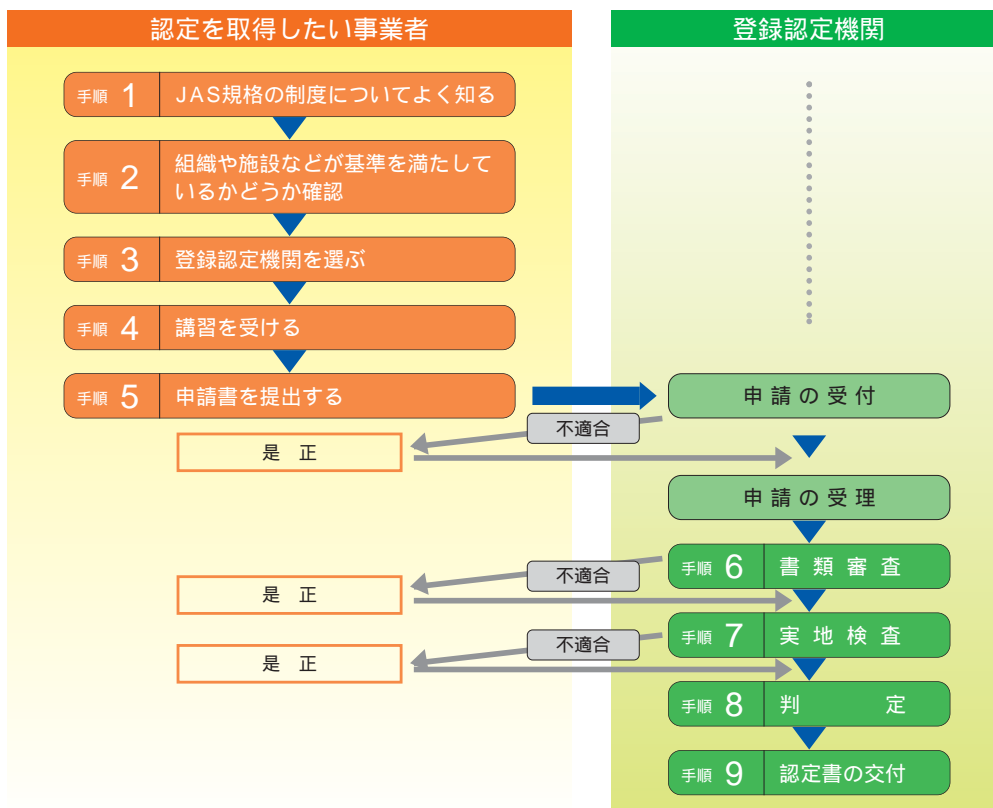 認定を取得したい事業者
登録認定機関
手順 1 JAS規格の制度についてよく知る
手順 2 組織や施設などが基準を満たして
いるかどうか確認
手順 3 登録認定機関を選ぶ
手順 4 講習を受ける
手順 5 申請書を提出する
申請の受付
不適合
是 正
申請の受理
手順 6 書類審査
不適合
是 正
手順 7 実地検査
不適合
是 正
手順 8 判 定
手順 9 認定書の交付